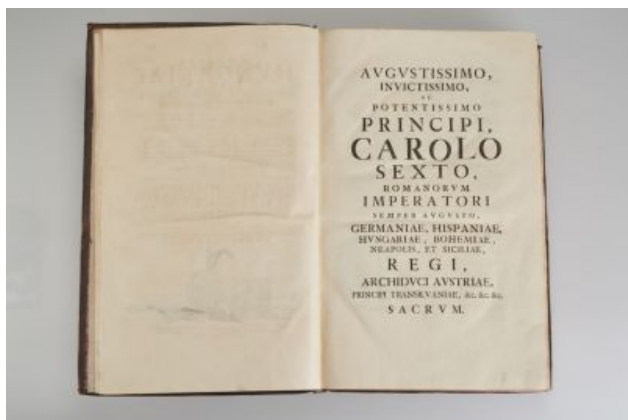 AVGVSTISSIMO,
INVICTISSIMO,
AC
POTENTISSIMO
PRINCIPI,
CAROLO
SEXTO,
ROMANORVM
IMPERATORI
SEMPER AVGVSTO,
GERMANIAE, HISPANIAE,
HVNGARIAE, BOHEMIAE,
NEAPOLIS, ET SICILIAE,
REGI,
ARCHIDVCI AVSTRIAE,
PRINCIPI TRANSILVANIAE, &c. &c. &c.
SACRVM.